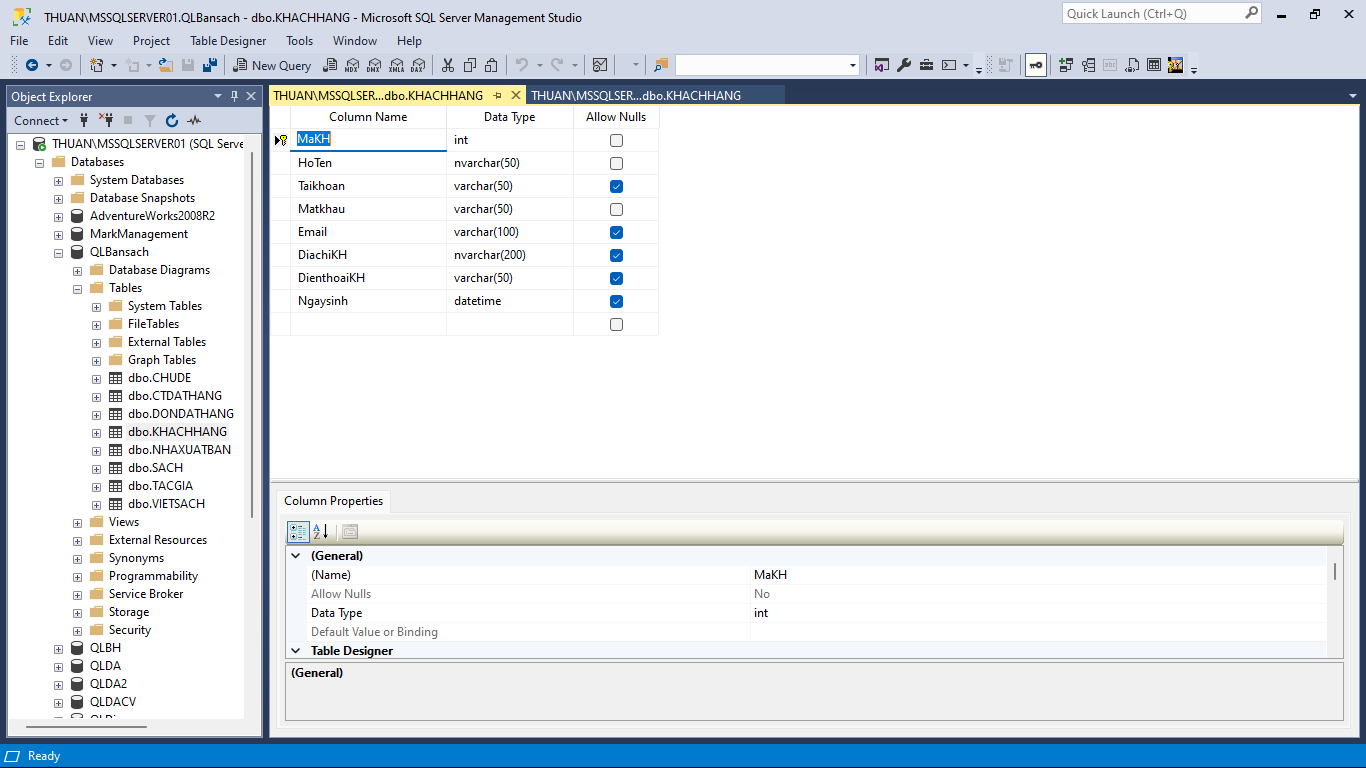 THUAN\MSSQLSERVER01.QLBansach - dbo.KHACHHANG - Microsoft SQL Server Management Studio
Quick Launch (Ctrl+Q)
File Edit View Project Table Designer Tools Window Help
New Query
MDX DMX XMLA DAX
Object Explorer
Connect
THUAN\MSSQLSERVER01 (SQL Serve
Databases
System Databases
Database Snapshots
AdventureWorks2008R2
MarkManagement
QLBansach
Database Diagrams
Tables
System Tables
FileTables
External Tables
Graph Tables
dbo.CHUDE
dbo.CTDATHANG
dbo.DONDATHANG
dbo.KHACHHANG
dbo.NHAXUATBAN
dbo.SACH
dbo.TACGIA
dbo.VIETSACH
Views
External Resources
Synonyms
Programmability
Service Broker
Storage
Security
QLBH
QLDA
QLDA2
QLDACV
THUAN\MSSQLSER...dbo.KHACHHANG
THUAN\MSSQLSER...dbo.KHACHHANG
Column Name Data Type Allow Nulls
MaKH int
HoTen nvarchar(50)
Taikhoan varchar(50)
Matkhau varchar(50)
Email varchar(100)
DiachiKH nvarchar(200)
DienthoaiKH varchar(50)
Ngaysinh datetime
Column Properties
(General)
(Name) MaKH
Allow Nulls No
Data Type int
Default Value or Binding
Table Designer
(General)
Ready